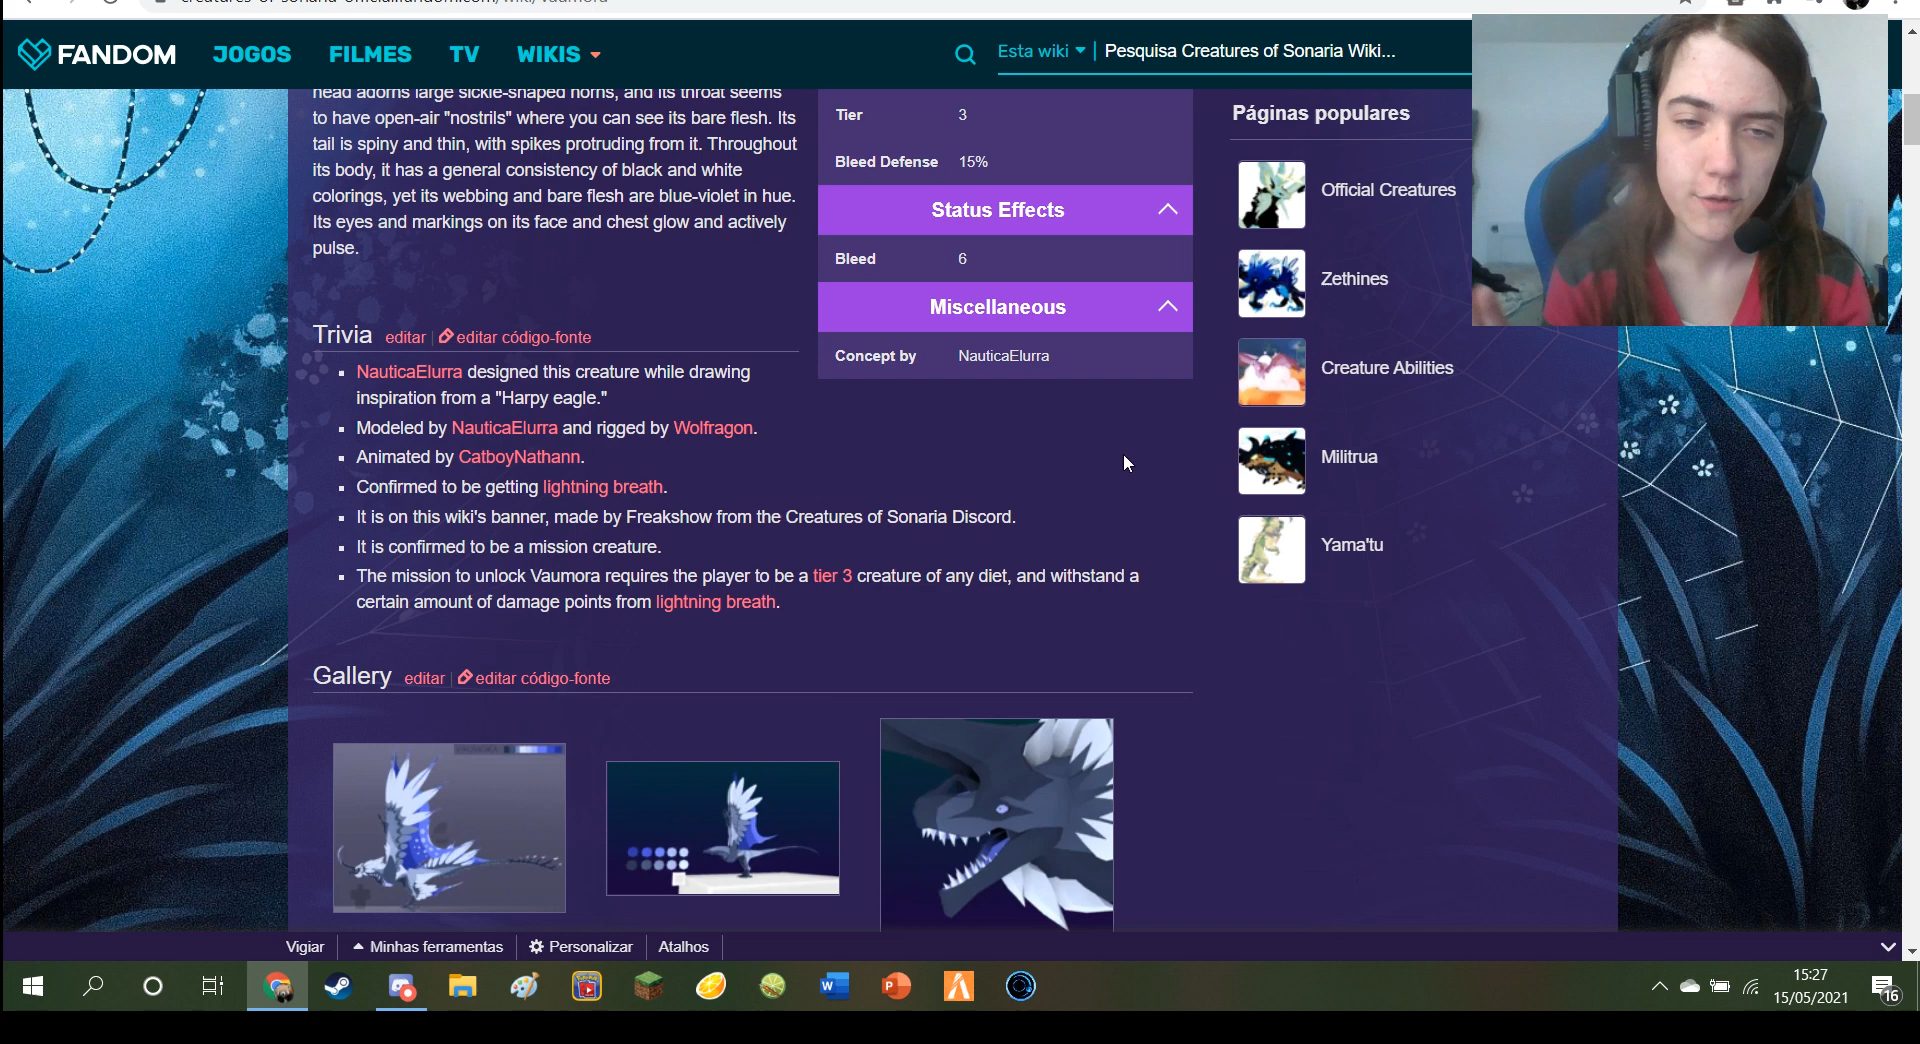 FANDOM
JOGOS
FILMES
TV
WIKIS
Esta wiki
Pesquisa Creatures of Sonaria Wiki...
head adorns large sickle-shaped horns, and its throat seems
to have open-air "nostrils" where you can see its bare flesh. Its
tail is spiny and thin, with spikes protruding from it. Throughout
its body, it has a general consistency of black and white
colorings, yet its webbing and bare flesh are blue-violet in hue.
Its eyes and markings on its face and chest glow and actively
pulse.
Tier 3
Bleed Defense 15%
Status Effects
Bleed 6
Miscellaneous
Concept by NauticaElurra
Páginas populares
Official Creatures
Zethines
Creature Abilities
Militrua
Yama'tu
Trivia editar editar código-fonte
NauticaElurra designed this creature while drawing
inspiration from a "Harpy eagle."
Modeled by NauticaElurra and rigged by Wolfragon.
Animated by CatboyNathann.
Confirmed to be getting lightning breath.
It is on this wiki's banner, made by Freakshow from the Creatures of Sonaria Discord.
It is confirmed to be a mission creature.
The mission to unlock Vaumora requires the player to be a tier 3 creature of any diet, and withstand a
certain amount of damage points from lightning breath.
Gallery editar editar código-fonte
Vigiar
Minhas ferramentas
Personalizar
Atalhos
15:27
15/05/2021
16